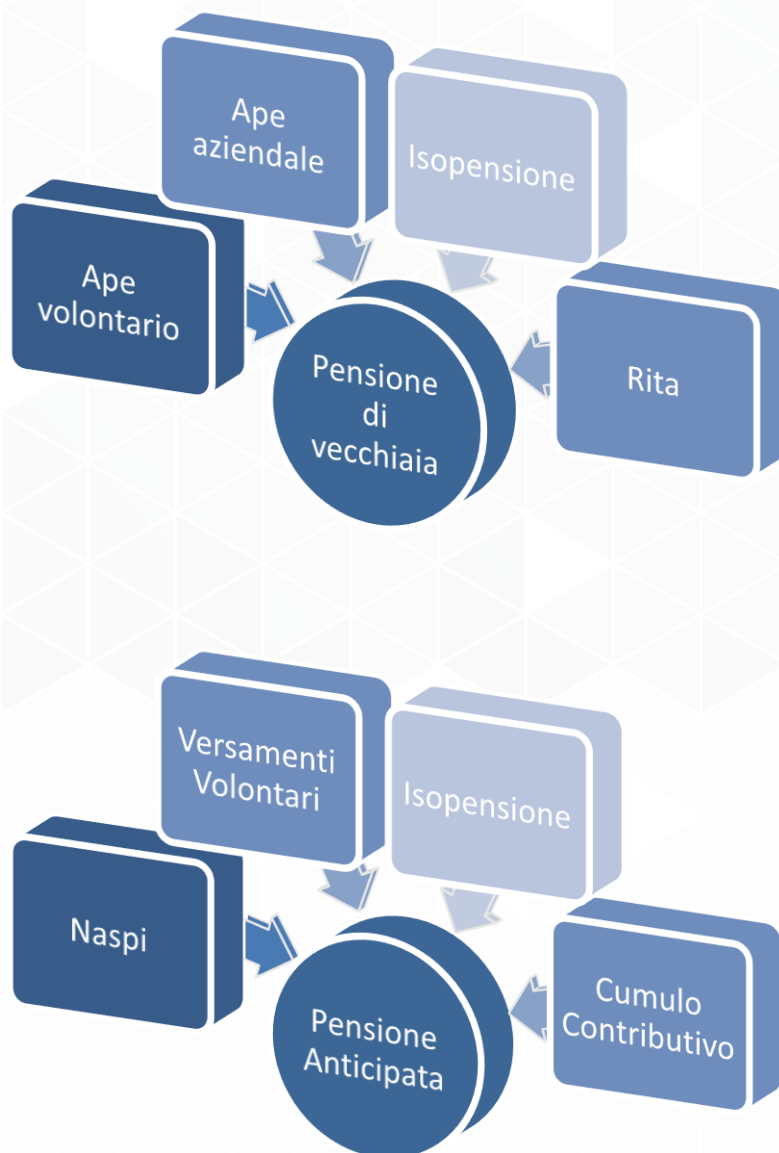 Ape
aziendale
Isopensione
Ape
volontario
Pensione
di
vecchiaia
Rita
Versamenti
Volontari
Isopensione
Naspi
Cumulo
Contributivo
Pensione
Anticipata